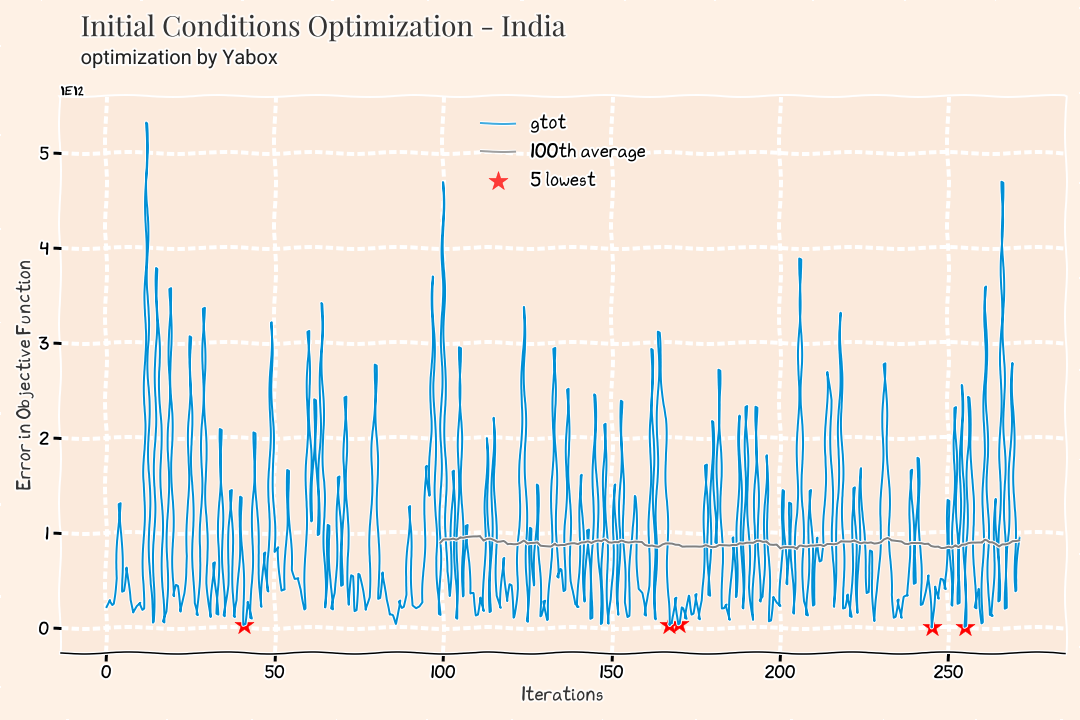 Initial Conditions Optimization - India
optimization by Yabox
1E12
gtot
100th average
5 lowest
5
4
3
2
1
0
Error in Objective Function
0 50 100 150 200 250
Iterations